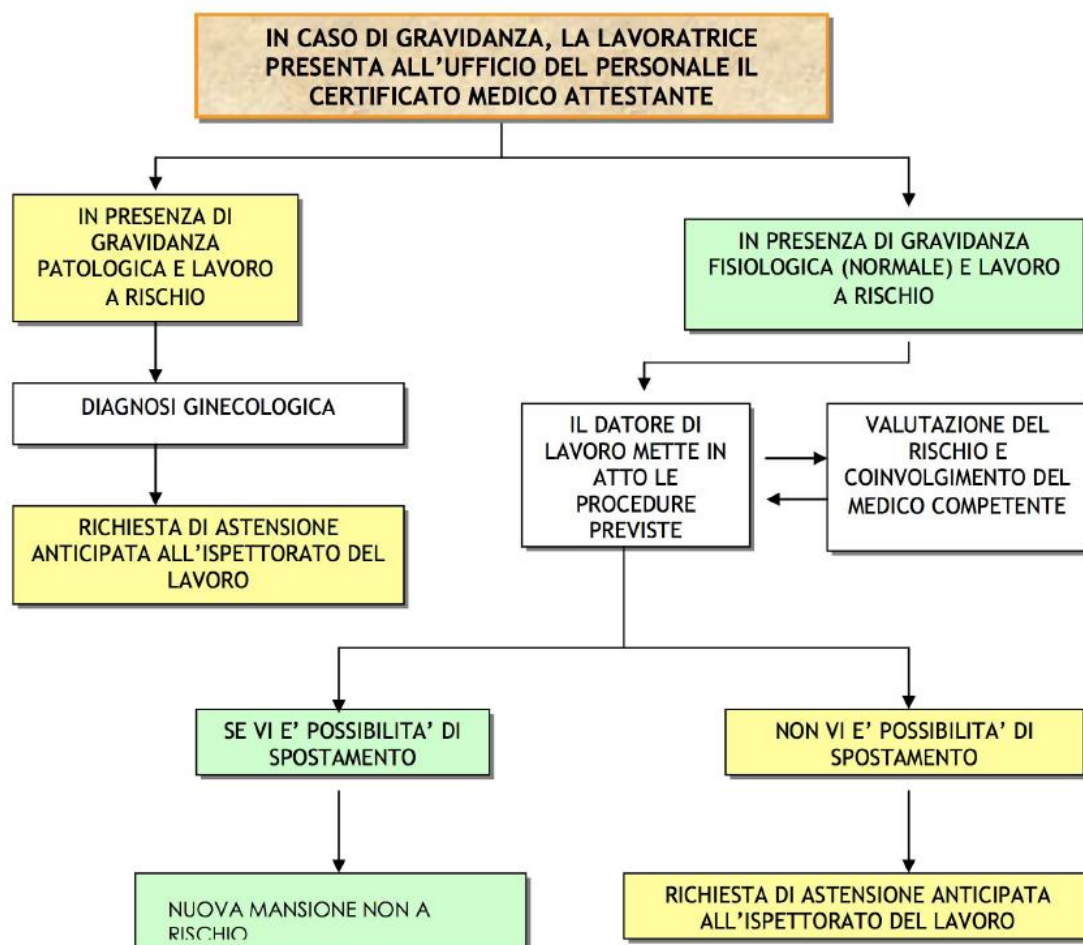 IN CASO DI GRAVIDANZA, LA LAVORATRICE
PRESENTA ALL'UFFICIO DEL PERSONALE IL
CERTIFICATO MEDICO ATTESTANTE
IN PRESENZA DI
GRAVIDANZA
PATOLOGICA E LAVORO
A RISCHIO
IN PRESENZA DI GRAVIDANZA
FISIOLOGICA (NORMALE) E LAVORO
A RISCHIO
DIAGNOSI GINECOLOGICA
IL DATORE DI
LAVORO METTE IN
ATTO LE
PROCEDURE
PREVISTE
VALUTAZIONE DEL
RISCHIO E
COINVOLGIMENTO DEL
MEDICO COMPETENTE
RICHIESTA DI ASTENSIONE
ANTICIPATA ALL'ISPETTORATO DEL
LAVORO
SE VI E' POSSIBILITA' DI
SPOSTAMENTO
NON VI E' POSSIBILITA' DI
SPOSTAMENTO
NUOVA MANSIONE NON A
RISCHIO
RICHIESTA DI ASTENSIONE ANTICIPATA
ALL'ISPETTORATO DEL LAVORO